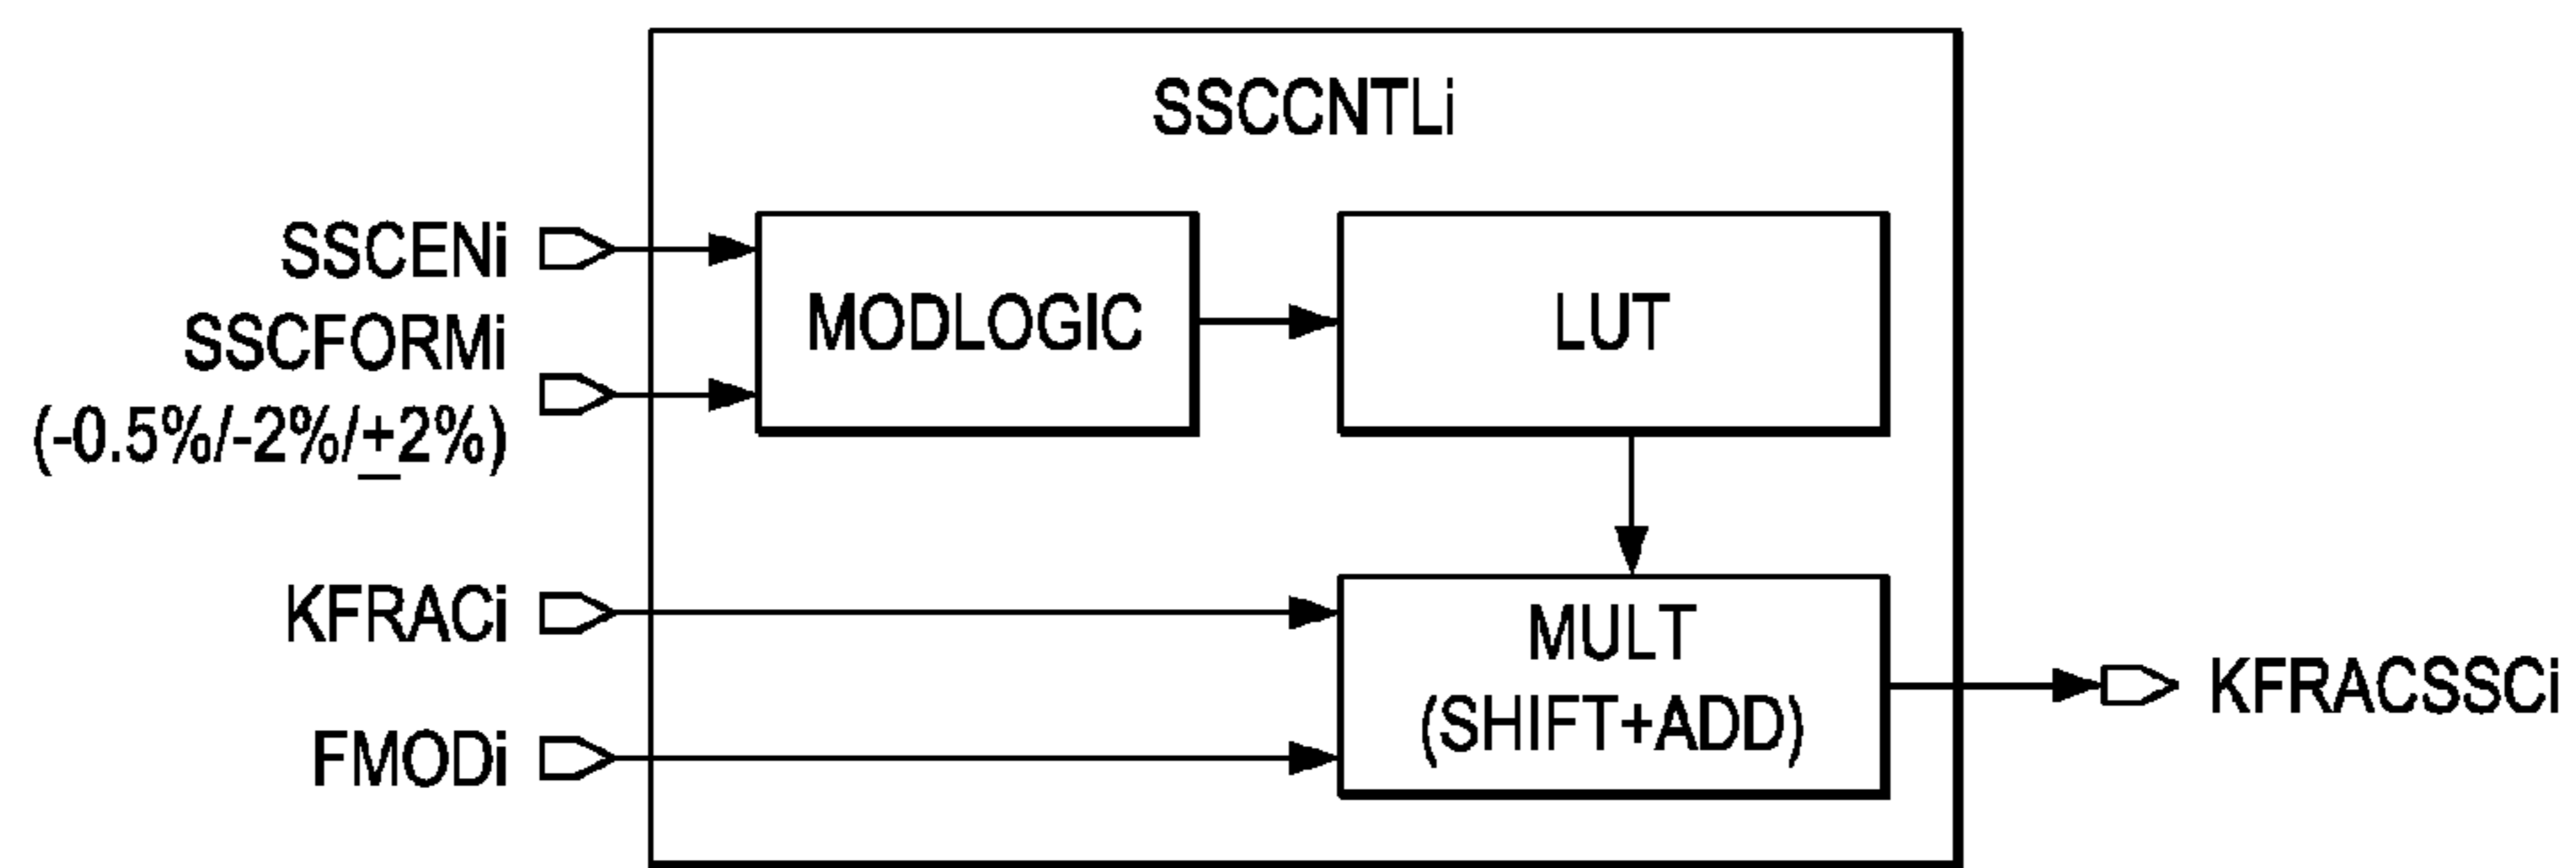 SSCCNTLi
SSCENi
SSCFORMi
(-0.5%/-2%/±2%)
MODLOGIC
LUT
KFRACi
FMODi
MULT
(SHIFT+ADD)
KFRACSSCi